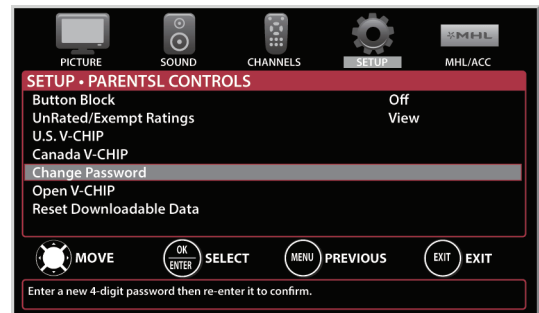 MHL
PICTURE SOUND CHANNELS SETUP MHL/ACC
SETUP • PARENTSL CONTROLS
Button Block Off
UnRated/Exempt Ratings View
U.S. V-CHIP
Canada V-CHIP
Change Password
Open V-CHIP
Reset Downloadable Data
MOVE OK ENTER SELECT MENU PREVIOUS EXIT EXIT
Enter a new 4-digit password then re-enter it to confirm.